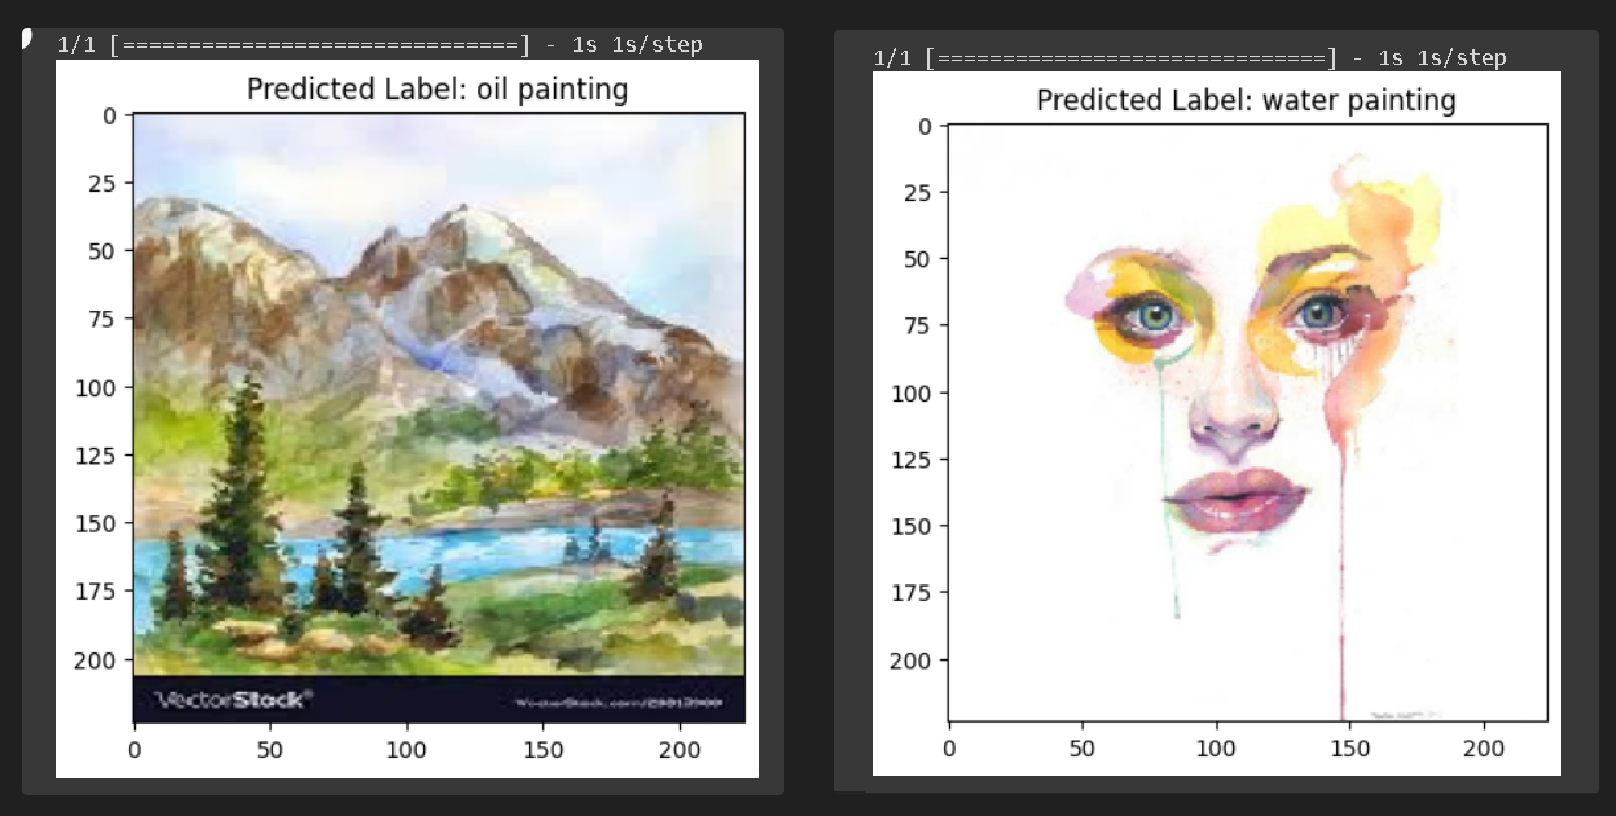 1/1 [==============================] - 1s 1s/step
Predicted Label: oil painting
0
25
50
75
100
125
150
175
200
VectorStock®
0 50 100 150 200
1/1 [==============================] - 1s 1s/step
Predicted Label: water painting
0
25
50
75
100
125
150
175
200
0 50 100 150 200